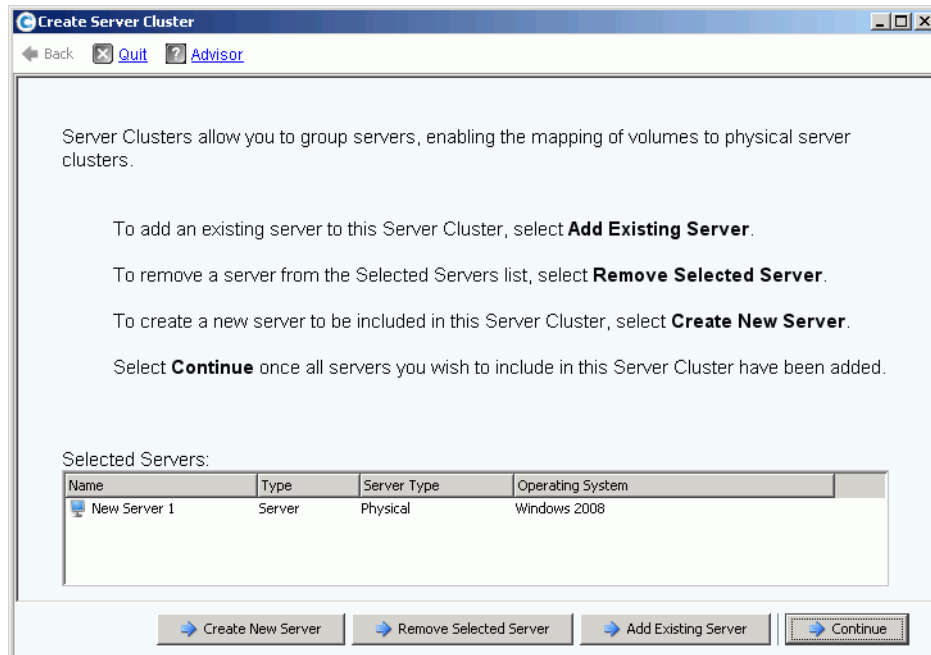 Create Server Cluster
Back Quit Advisor
Server Clusters allow you to group servers, enabling the mapping of volumes to physical server
clusters.
To add an existing server to this Server Cluster, select Add Existing Server.
To remove a server from the Selected Servers list, select Remove Selected Server.
To create a new server to be included in this Server Cluster, select Create New Server.
Select Continue once all servers you wish to include in this Server Cluster have been added.
Selected Servers:
Name Type Server Type Operating System
New Server 1 Server Physical Windows 2008
Create New Server Remove Selected Server Add Existing Server Continue